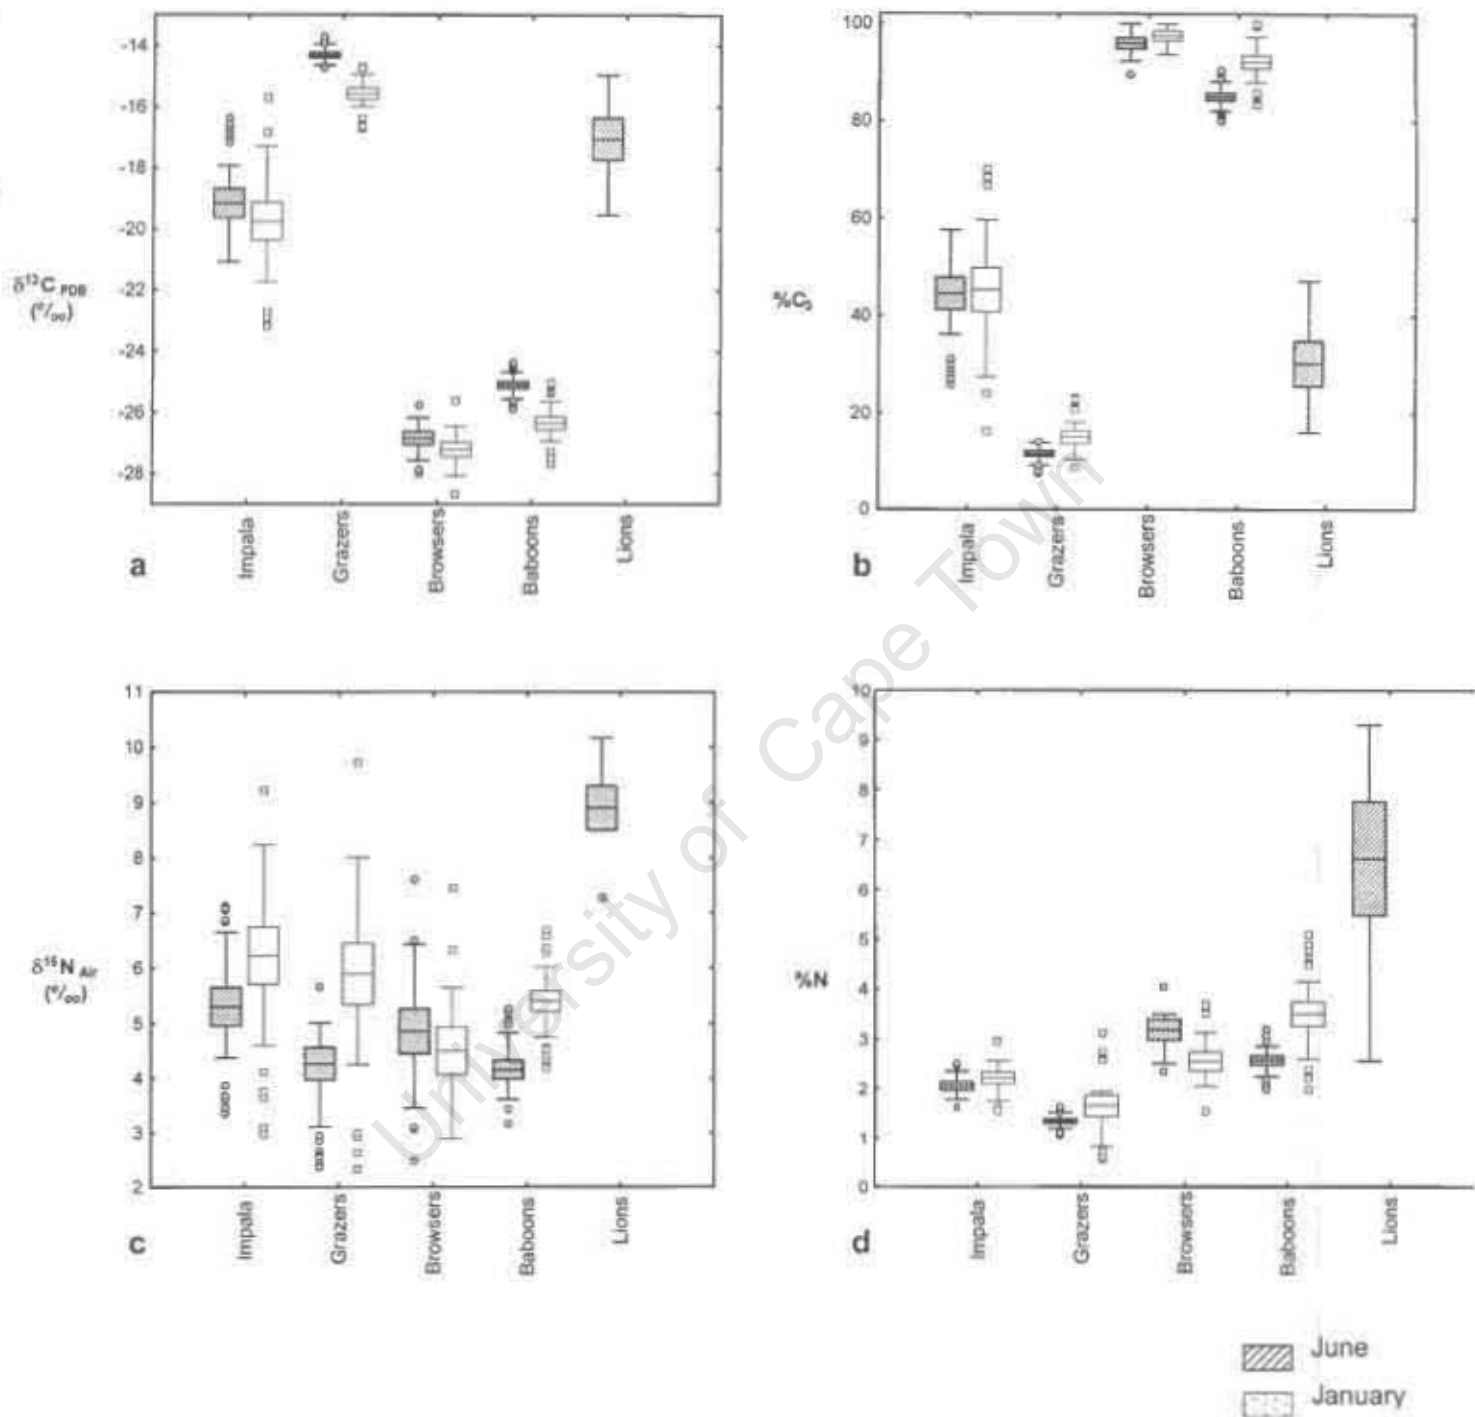 -14
-16
-18
-20
-22
-24
-26
-28
δ¹³C PDB
(°/₀₀)
Impala
Grazers
Browsers
Baboons
Lions
a
100
80
60
40
20
0
%C₃
Impala
Grazers
Browsers
Baboons
Lions
b
11
10
9
8
7
6
5
4
3
2
δ¹⁵N Air
(°/₀₀)
Impala
Grazers
Browsers
Baboons
Lions
c
10
9
8
7
6
5
4
3
2
1
0
%N
Impala
Grazers
Browsers
Baboons
Lions
d
June
January
University of Cape Town